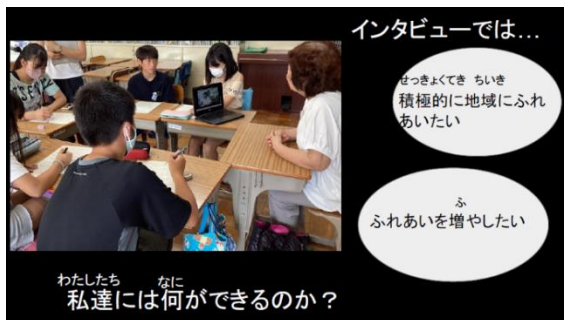 インタビューでは…
せっきょくてき ちいき
積極的に地域にふれ
あいたい
ふ
ふれあいを増やしたい
わたしたち なに
私達には何ができるのか？